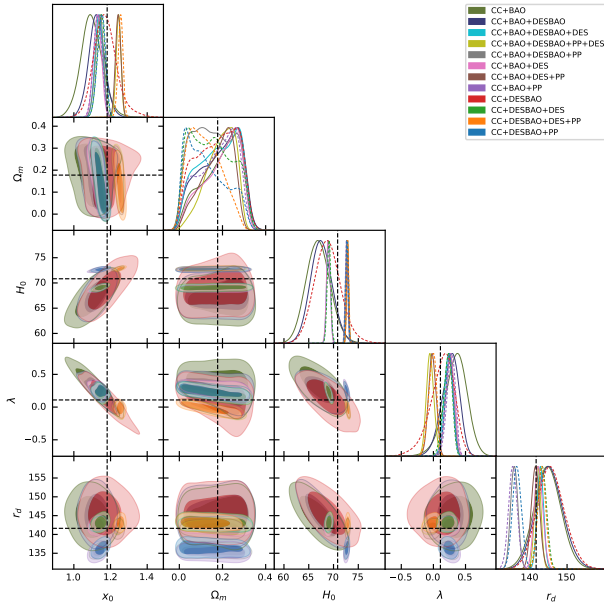 CC+BAO
CC+BAO+DESBAO
CC+BAO+DESBAO+DES
CC+BAO+DESBAO+PP+DES
CC+BAO+DESBAO+PP
CC+BAO+DES
CC+BAO+DES+PP
CC+BAO+PP
CC+DESBAO
CC+DESBAO+DES
CC+DESBAO+DES+PP
CC+DESBAO+PP
Ω_m
0.4
0.3
0.2
0.1
0.0
H_0
75
70
65
60
λ
0.5
0.0
−0.5
r_d
155
150
145
140
135
1.0 1.2 1.4
0.0 0.2 0.4
60 65 70 75
−0.5 0.0 0.5
140 150
x_0
Ω_m
H_0
λ
r_d